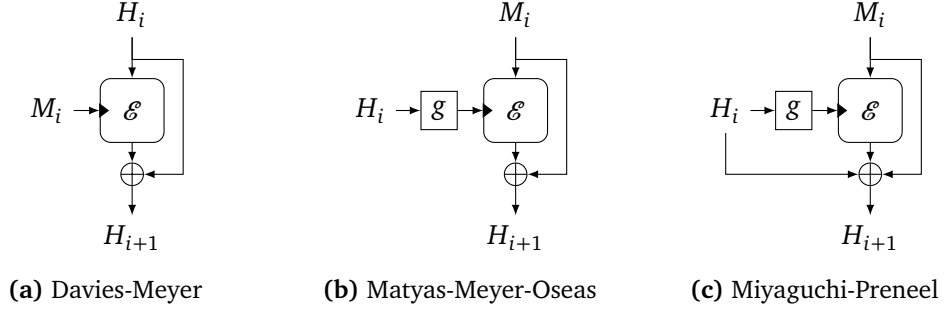 H_i
M_i
ℰ
H_{i+1}
(a) Davies-Meyer
M_i
H_i
g
ℰ
H_{i+1}
(b) Matyas-Meyer-Oseas
M_i
H_i
g
ℰ
H_{i+1}
(c) Miyaguchi-Preneel